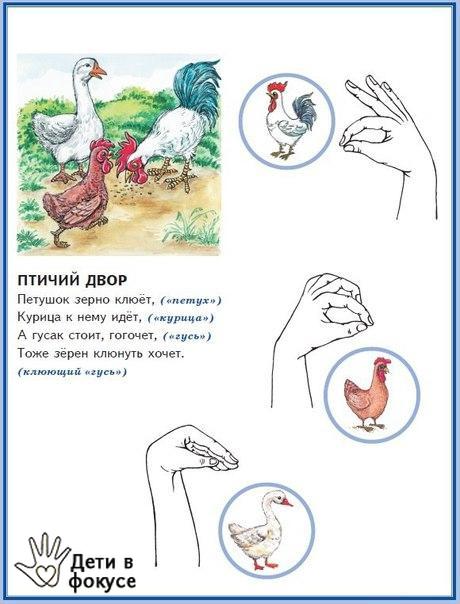 ПТИЧИЙ ДВОР
Петушок зерно клюёт, («петух»)
Курица к нему идёт, («курица»)
А гусак стоит, гогочет, («гусь»)
Тоже зёрен клюнуть хочет.
(клюющий «гусь»)
Дети в
фокусе